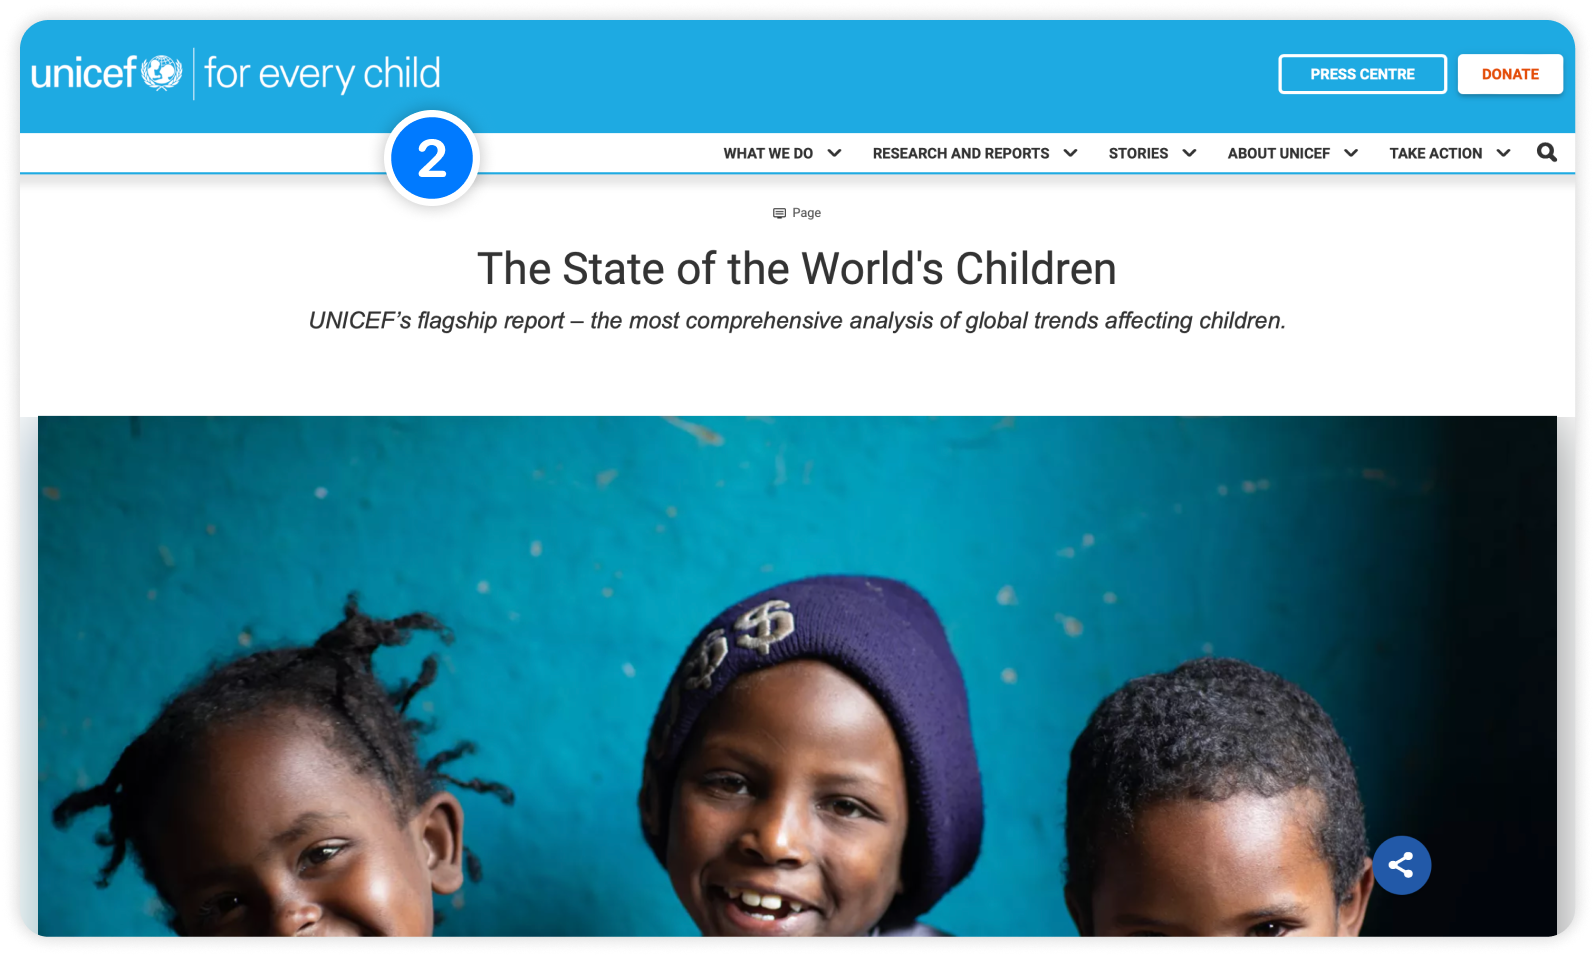 unicef for every child
PRESS CENTRE
DONATE
2
WHAT WE DO
RESEARCH AND REPORTS
STORIES
ABOUT UNICEF
TAKE ACTION
Page
The State of the World's Children
UNICEF’s flagship report – the most comprehensive analysis of global trends affecting children.